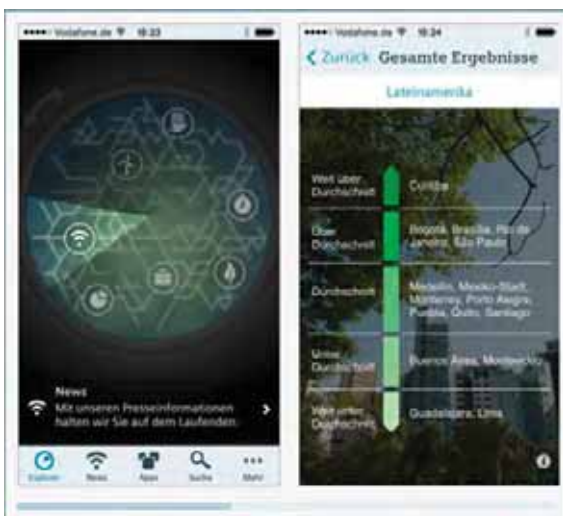 Vodafone.de 18:23
News
Mit unseren Presseinformationen
halten wir Sie auf dem Laufenden.
Explorer News Apps Suche Mehr
Vodafone.de 18:24
Zurück Gesamte Ergebnisse
Lateinamerika
Weit über
Durchschnitt
Curitiba
Über
Durchschnitt
Bogotá, Brasília, Rio de
Janeiro, São Paulo
Durchschnitt
Medellín, Mexiko-Stadt,
Monterrey, Porto Alegre,
Puebla, Quito, Santiago
Unter
Durchschnitt
Buenos Aires, Montevideo
Weit unter
Durchschnitt
Guadalajara, Lima